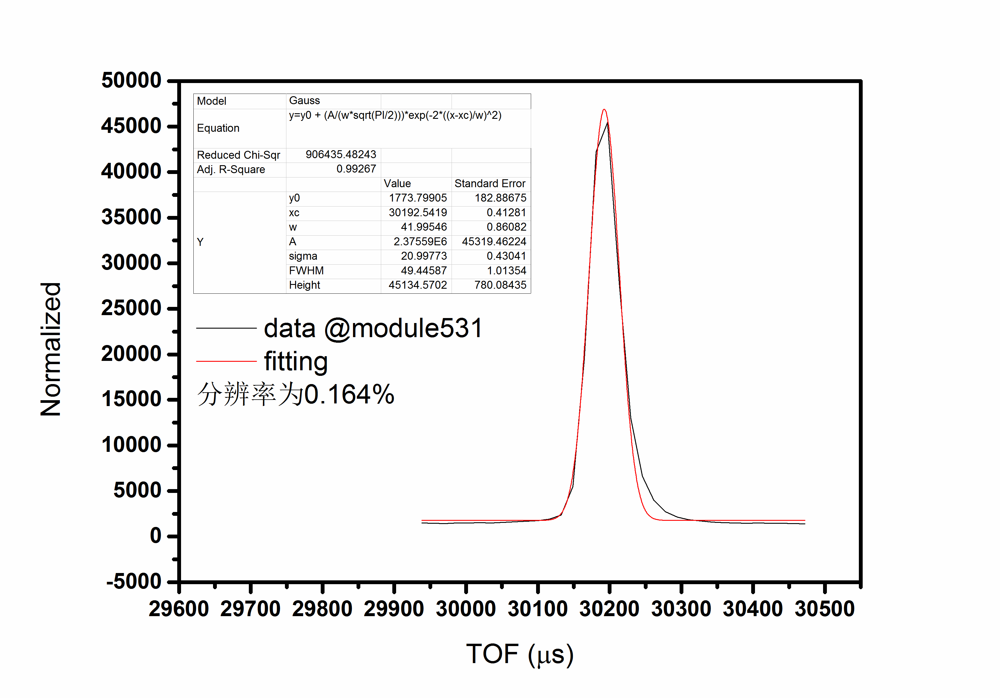 50000
45000
40000
35000
30000
25000
20000
15000
10000
5000
0
-5000
Normalized
Model Gauss
Equation y=y0 + (A/(w*sqrt(PI/2)))*exp(-2*((x-xc)/w)^2)
Reduced Chi-Sqr 906435.48243
Adj. R-Square 0.99267
Value Standard Error
Y
y0 1773.79905 182.88675
xc 30192.5419 0.41281
w 41.99546 0.86082
A 2.37559E6 45319.46224
sigma 20.99773 0.43041
FWHM 49.44587 1.01354
Height 45134.5702 780.08435
data @module531
fitting
分辨率为0.164%
29600 29700 29800 29900 30000 30100 30200 30300 30400 30500
TOF (μs)